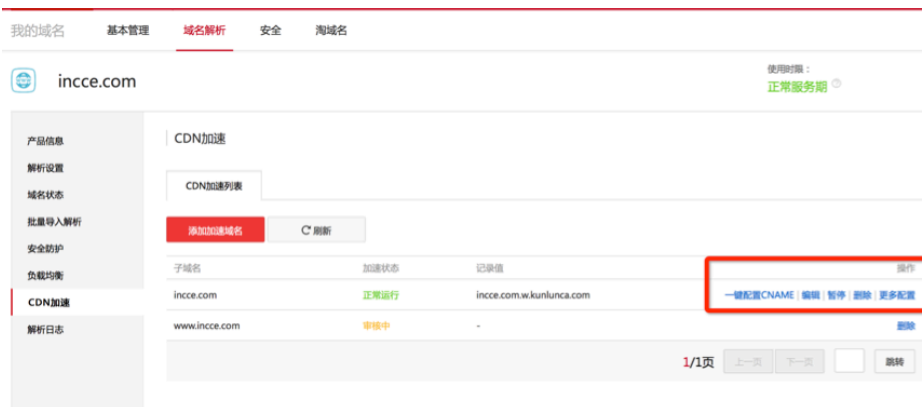 我的域名 基本管理 域名解析 安全 淘域名
incce.com
使用时限：
正常服务期
产品信息
解析设置
域名状态
批量导入解析
安全防护
负载均衡
CDN加速
解析日志
CDN加速
CDN加速列表
添加加速域名 刷新
子域名 加速状态 记录值 操作
incce.com 正常运行 incce.com.w.kunlunca.com 一键配置CNAME | 编辑 | 暂停 | 删除 | 更多配置
www.incce.com 审核中 - 删除
1/1页 上一页 下一页 跳转